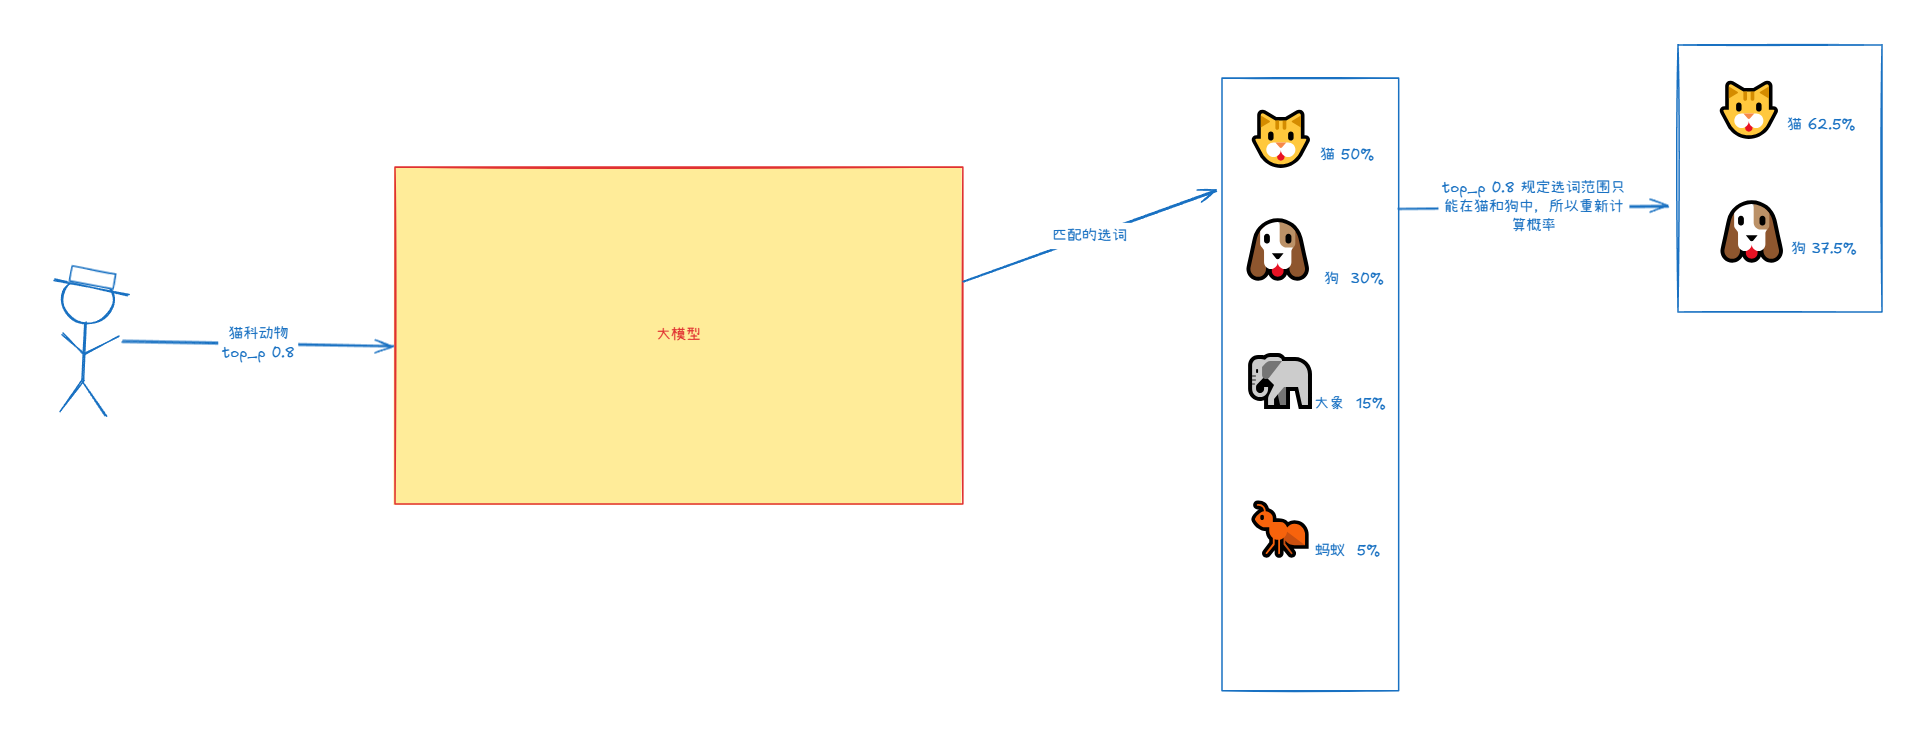 猫科动物
top_p 0.8
大模型
匹配的选词
猫 50%
狗 30%
大象 15%
蚂蚁 5%
top_p 0.8 规定选词范围只
能在猫和狗中，所以重新计
算概率
猫 62.5%
狗 37.5%